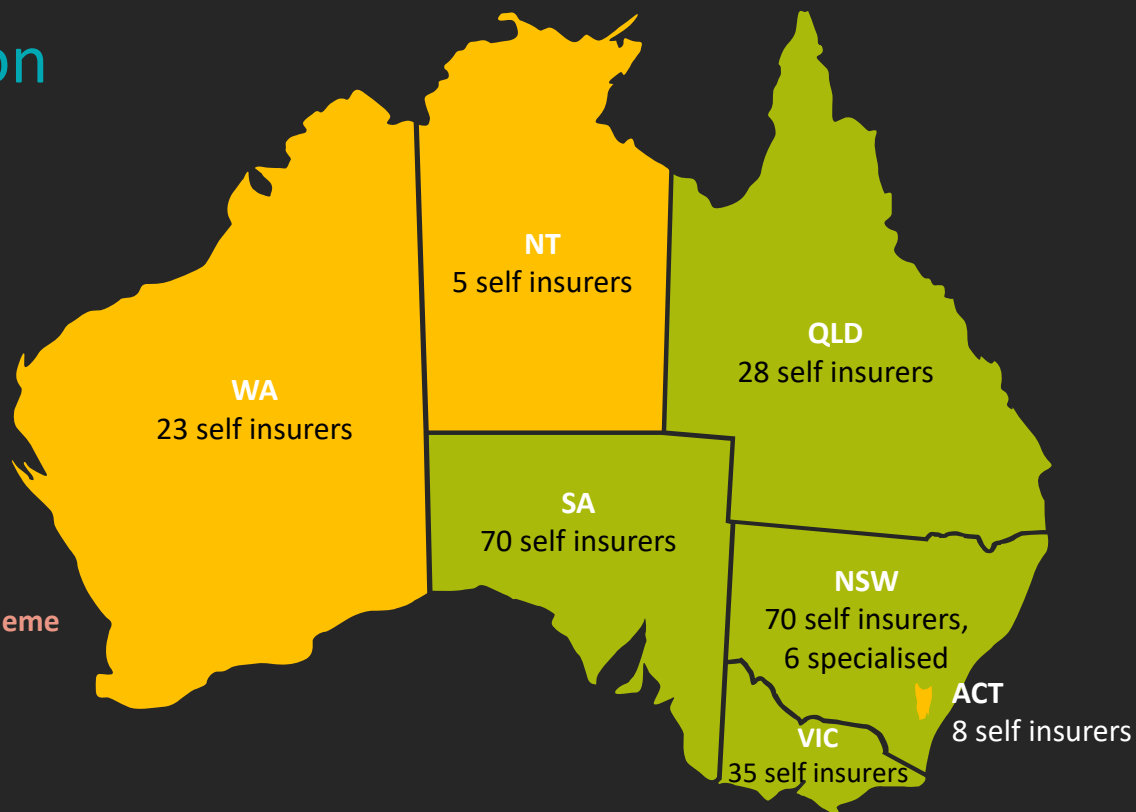 on
NT
5 self insurers
QLD
28 self insurers
WA
23 self insurers
SA
70 self insurers
NSW
70 self insurers,
6 specialised
eme
ACT
8 self insurers
VIC
35 self insurers